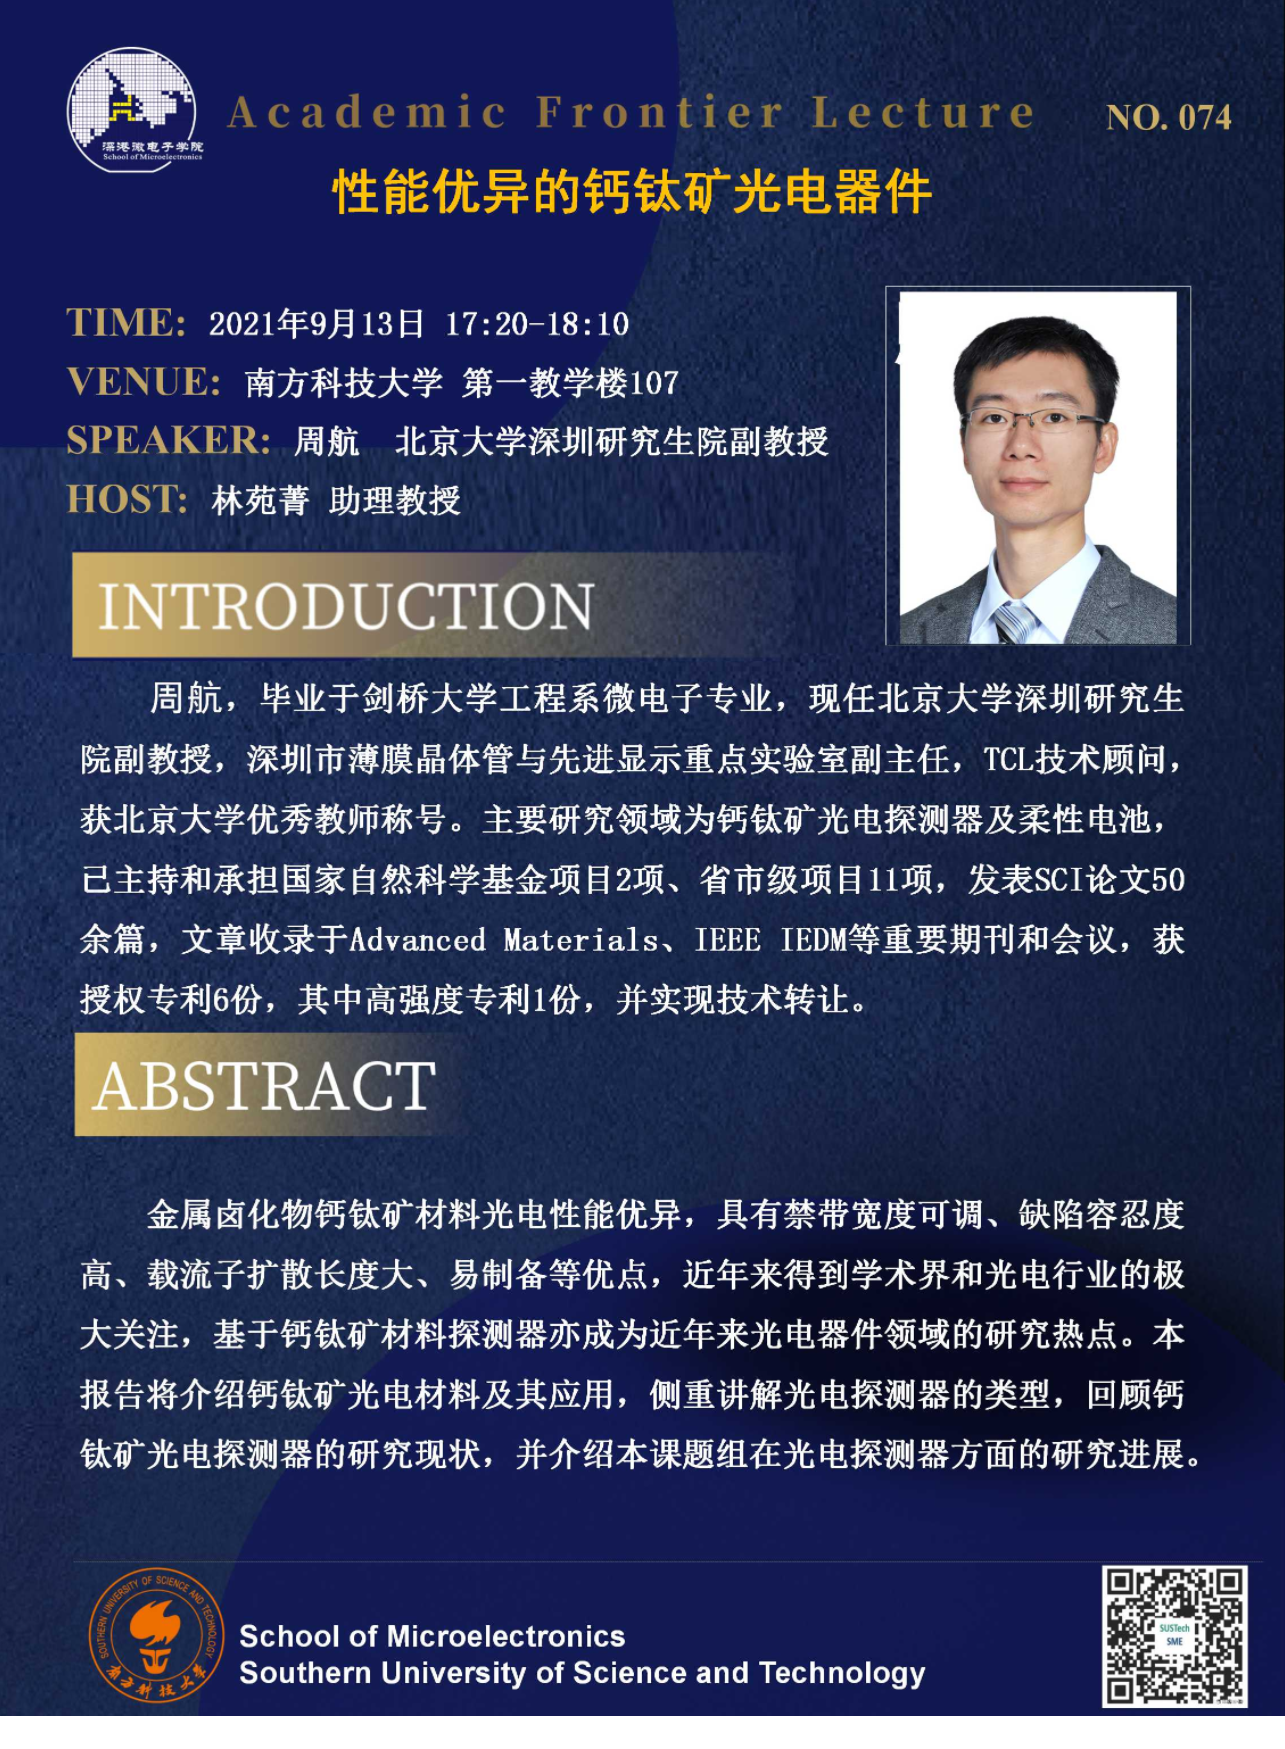 深港微电子学院
School of Microelectronics
Academic Frontier Lecture NO. 074
性能优异的钙钛矿光电器件
TIME: 2021年9月13日 17:20-18:10
VENUE: 南方科技大学 第一教学楼107
SPEAKER: 周航 北京大学深圳研究生院副教授
HOST: 林苑菁 助理教授
INTRODUCTION
周航，毕业于剑桥大学工程系微电子专业，现任北京大学深圳研究生
院副教授，深圳市薄膜晶体管与先进显示重点实验室副主任，TCL技术顾问，
获北京大学优秀教师称号。主要研究领域为钙钛矿光电探测器及柔性电池，
已主持和承担国家自然科学基金项目2项、省市级项目11项，发表SCI论文50
余篇，文章收录于Advanced Materials、IEEE IEDM等重要期刊和会议，获
授权专利6份，其中高强度专利1份，并实现技术转让。
ABSTRACT
金属卤化物钙钛矿材料光电性能优异，具有禁带宽度可调、缺陷容忍度
高、载流子扩散长度大、易制备等优点，近年来得到学术界和光电行业的极
大关注，基于钙钛矿材料探测器亦成为近年来光电器件领域的研究热点。本
报告将介绍钙钛矿光电材料及其应用，侧重讲解光电探测器的类型，回顾钙
钛矿光电探测器的研究现状，并介绍本课题组在光电探测器方面的研究进展。
SOUTHERN UNIVERSITY OF SCIENCE AND TECHNOLOGY
南方科技大学
School of Microelectronics
Southern University of Science and Technology
SUSTech
SME